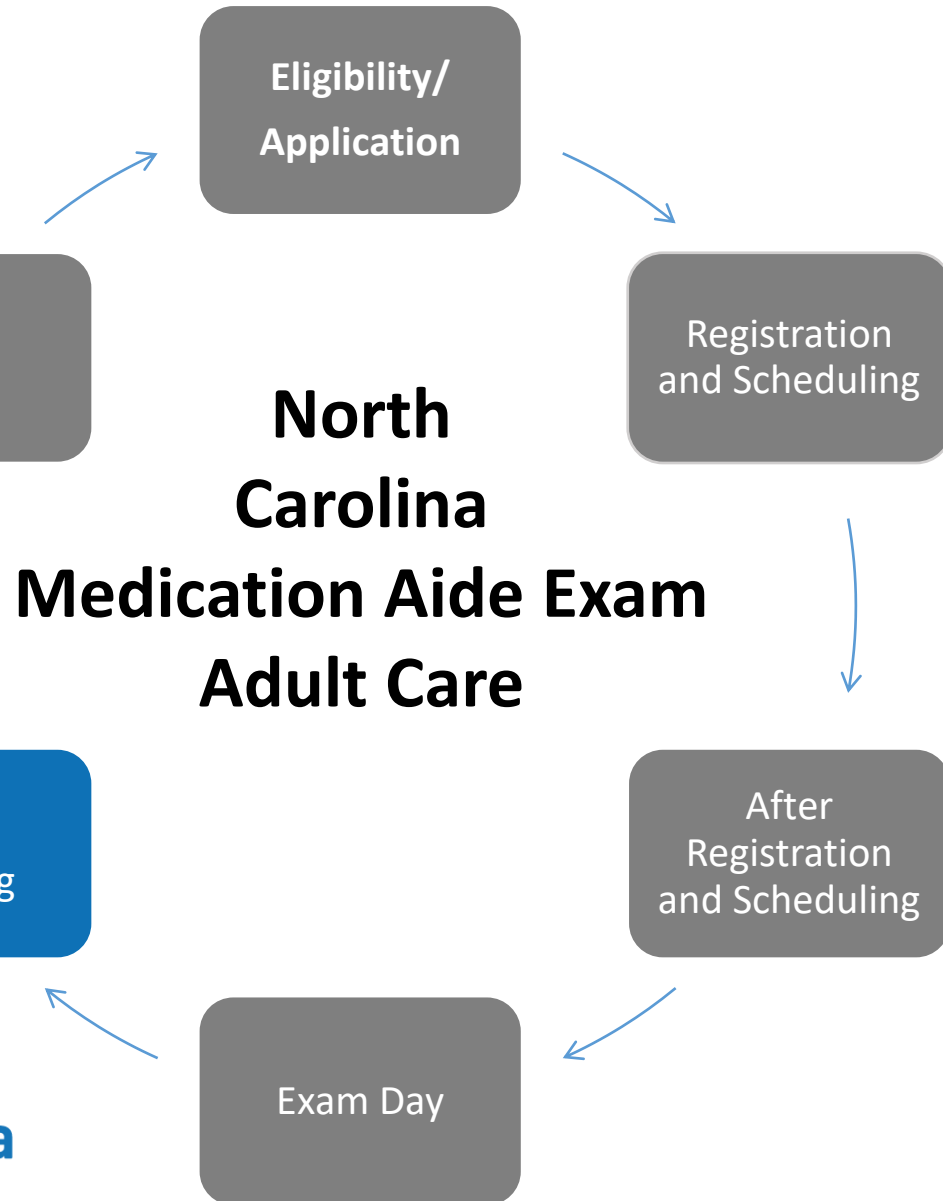 Eligibility/
Application
Registration
and Scheduling
North
Carolina
Medication Aide Exam
Adult Care
After
Registration
and Scheduling
g
Exam Day
a